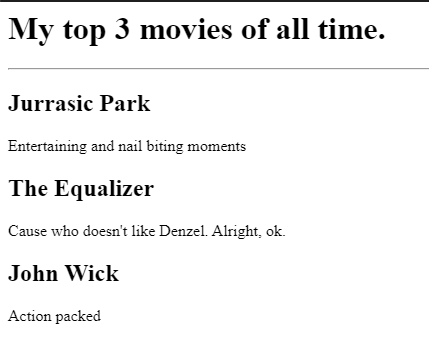 My top 3 movies of all time.
Jurrasic Park
Entertaining and nail biting moments
The Equalizer
Cause who doesn't like Denzel. Alright, ok.
John Wick
Action packed